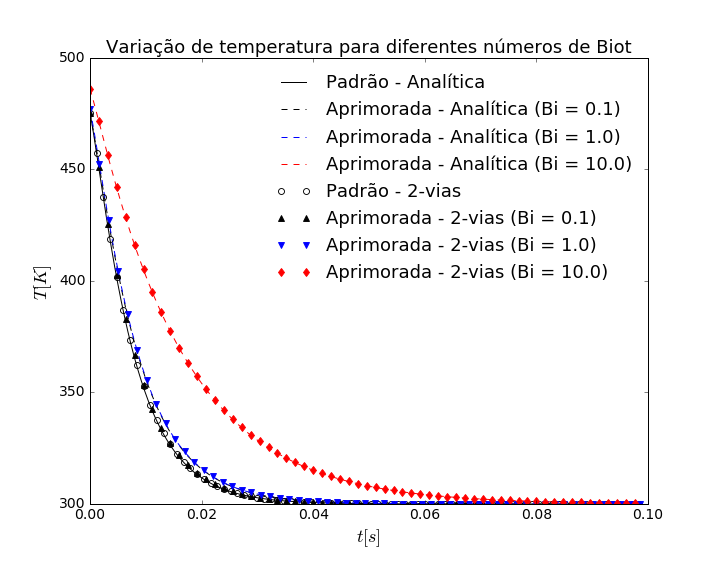 Variação de temperatura para diferentes números de Biot
500
450
400
350
300
T[K]
Padrão - Analítica
Aprimorada - Analítica (Bi = 0.1)
Aprimorada - Analítica (Bi = 1.0)
Aprimorada - Analítica (Bi = 10.0)
Padrão - 2-vias
Aprimorada - 2-vias (Bi = 0.1)
Aprimorada - 2-vias (Bi = 1.0)
Aprimorada - 2-vias (Bi = 10.0)
0.00 0.02 0.04 0.06 0.08 0.10
t[s]